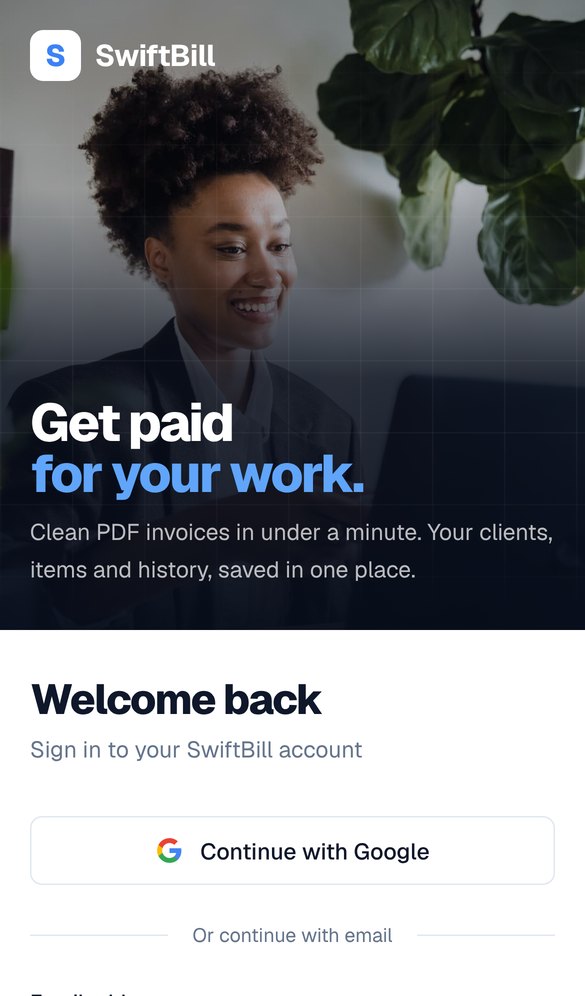 S SwiftBill
Get paid
for your work.
Clean PDF invoices in under a minute. Your clients,
items and history, saved in one place.
Welcome back
Sign in to your SwiftBill account
Continue with Google
Or continue with email